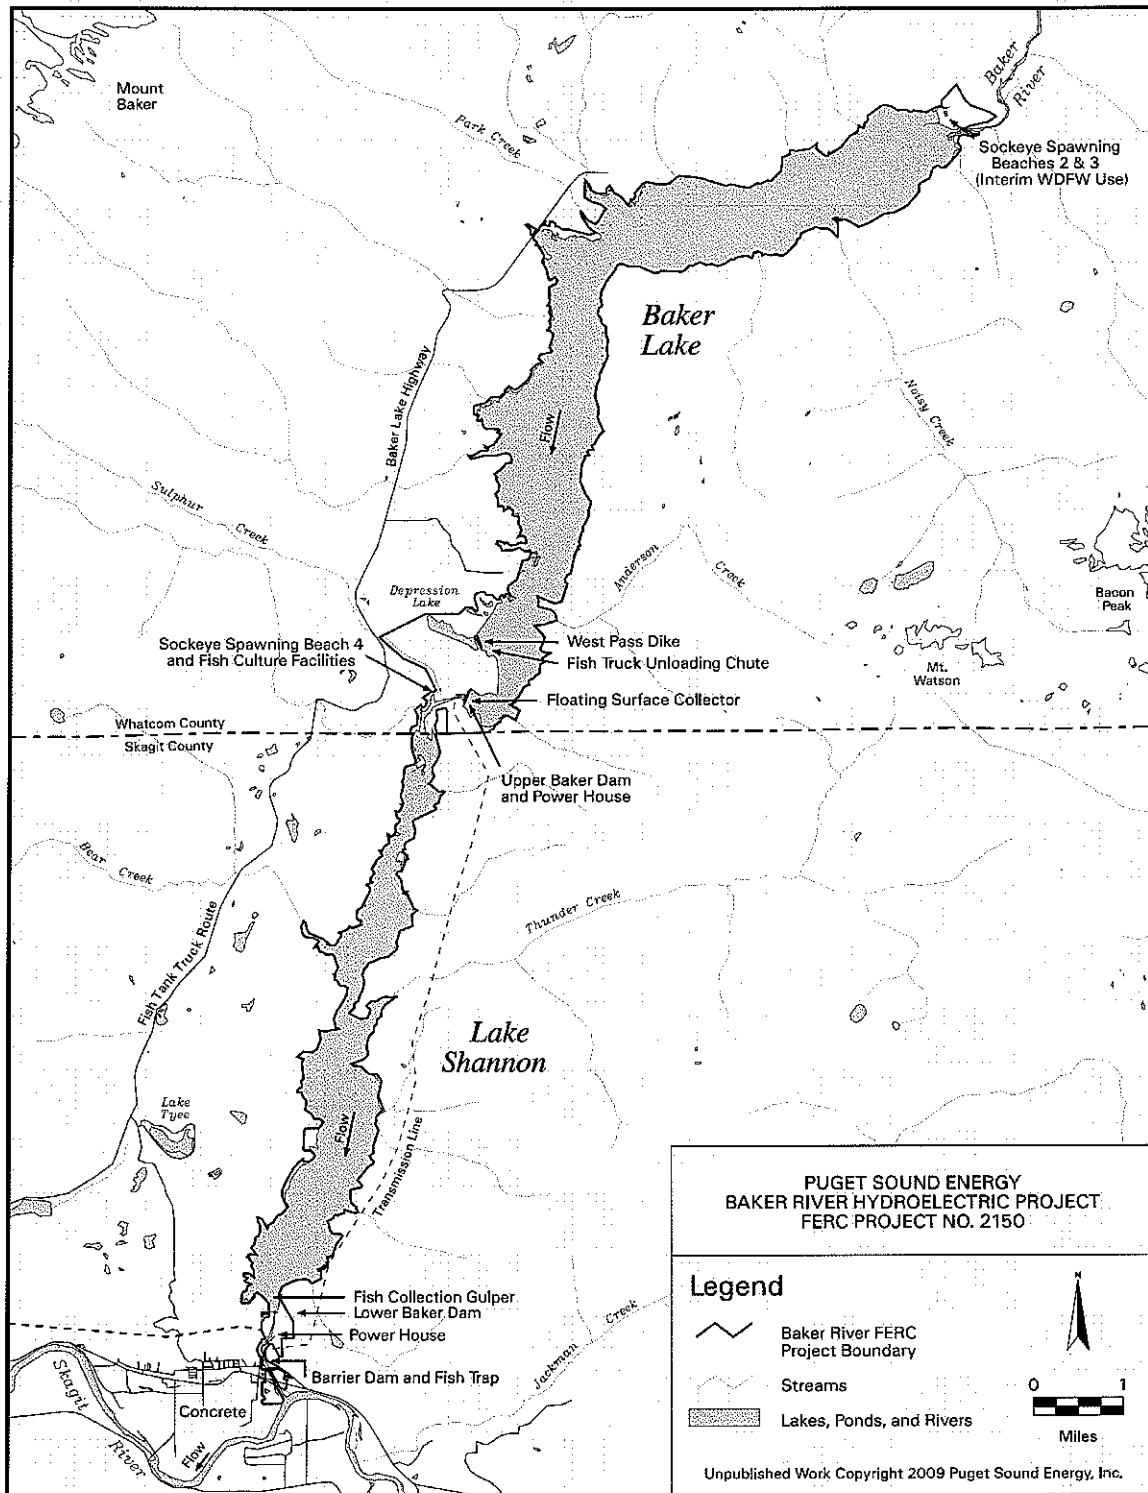 Mount
Baker
Park Creek
Baker
River
Sockeye Spawning
Beaches 2 & 3
(Interim WDFW Use)
Baker
Lake
Baker Lake Highway
Flow
Noisy Creek
Sulphur
Creek
Anderson
Creek
Depression
Lake
Bacon
Peak
Sockeye Spawning Beach 4
and Fish Culture Facilities
West Pass Dike
Fish Truck Unloading Chute
Mt.
Watson
Floating Surface Collector
Whatcom County
Skagit County
Upper Baker Dam
and Power House
Bear Creek
Thunder Creek
Fish Tank Truck Route
Lake
Shannon
Lake
Tyee
Flow
Transmission Line
Fish Collection Gulper
Lower Baker Dam
Power House
Barrier Dam and Fish Trap
Jackman
Creek
Concrete
Skagit
River
Flow
PUGET SOUND ENERGY
BAKER RIVER HYDROELECTRIC PROJECT
FERC PROJECT NO. 2150
Legend
N
Baker River FERC
Project Boundary
Streams
0 1
Lakes, Ponds, and Rivers
Miles
Unpublished Work Copyright 2009 Puget Sound Energy, Inc.